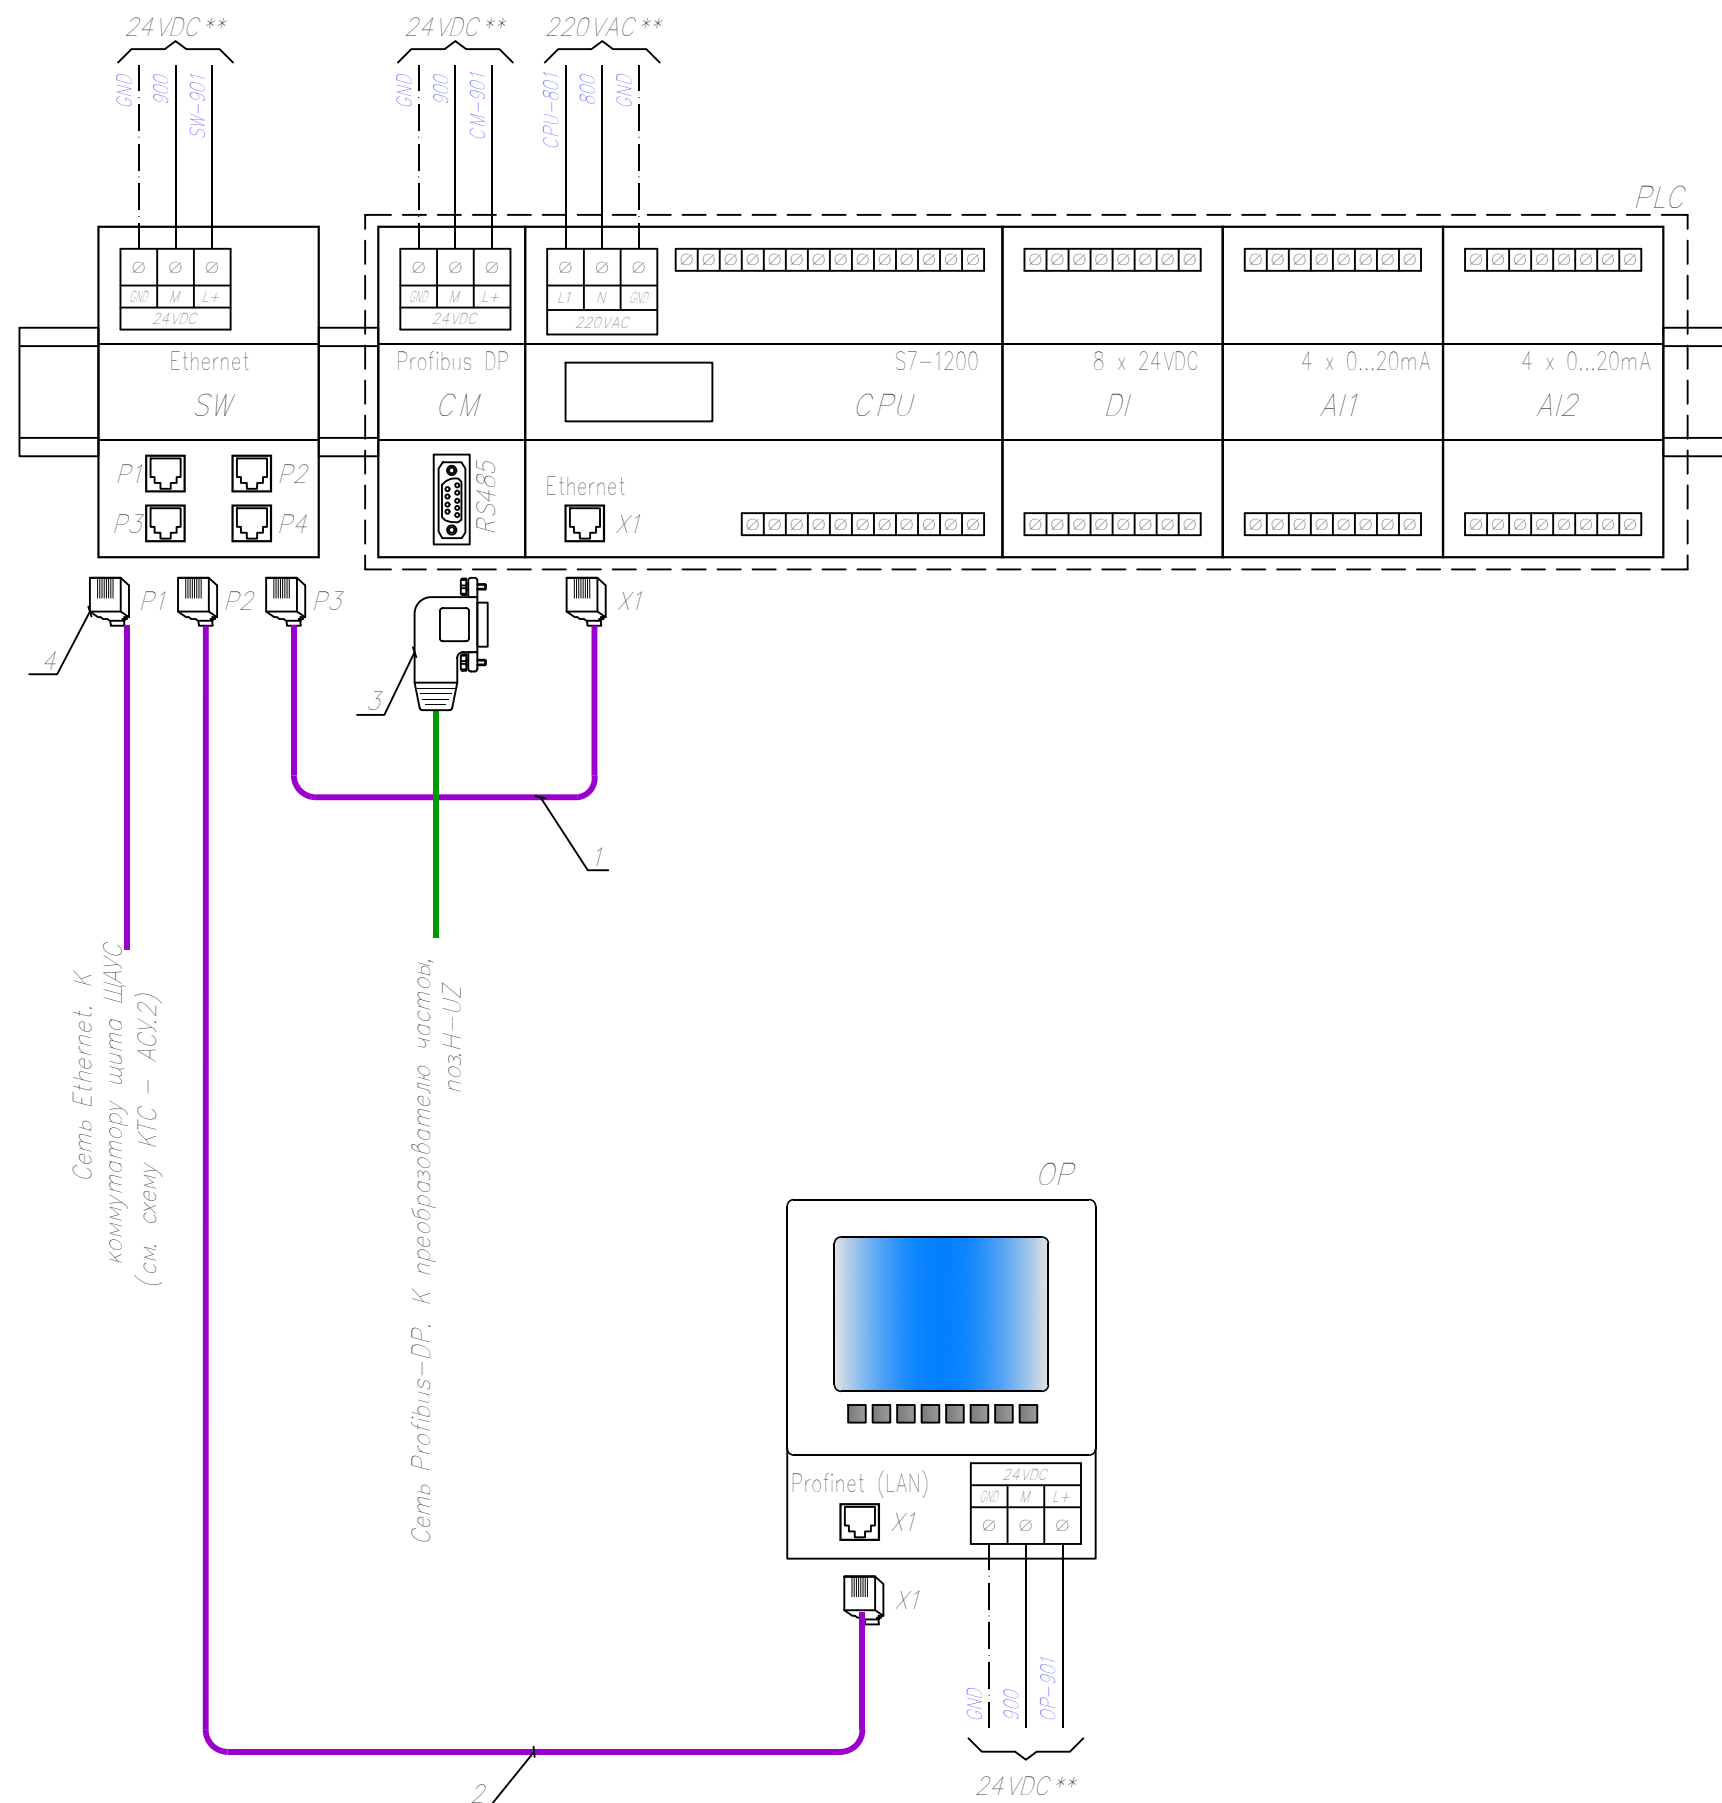 24VDC**
24VDC**
220VAC**
GND
900
SW-901
GND
900
CM-901
CPU-801
800
GND
PLC
GND M L+
24VDC
GND M L+
24VDC
L1 N GND
220VAC
Ethernet
SW
Profibus DP
CM
S7-1200
CPU
8 x 24VDC
DI
4 x 0...20mA
AI1
4 x 0...20mA
AI2
P1
P2
P3
P4
RS485
Ethernet
X1
P1
P2
P3
X1
4
3
1
Сеть Ethernet. К
коммутатору щита ЩАУС
(см. схему КТС - АСУ.2)
Сеть Profibus-DP. К преобразователю частоы,
поз.H-UZ
OP
Profinet (LAN)
X1
24VDC
GND M L+
X1
GND
900
OP-901
24VDC**
2